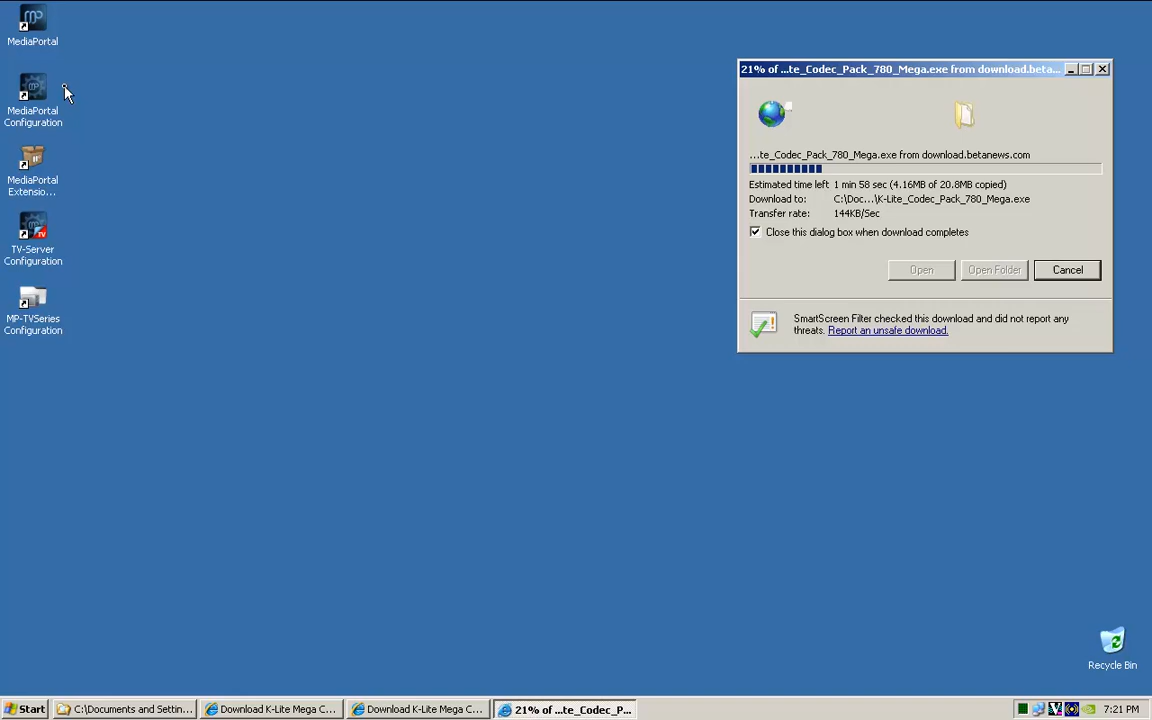 MediaPortal
MediaPortal
Configuration
MediaPortal
Extensio...
TV-Server
Configuration
MP-TVSeries
Configuration
21% of ...te_Codec_Pack_780_Mega.exe from download.beta...
...te_Codec_Pack_780_Mega.exe from download.betanews.com
Estimated time left 1 min 58 sec (4.16MB of 20.8MB copied)
Download to: C:\Doc...\K-Lite_Codec_Pack_780_Mega.exe
Transfer rate: 144KB/Sec
Close this dialog box when download completes
Open Open Folder Cancel
SmartScreen Filter checked this download and did not report any
threats. Report an unsafe download.
Recycle Bin
Start C:\Documents and Settin... Download K-Lite Mega C... Download K-Lite Mega C... 21% of ...te_Codec_P... 7:21 PM